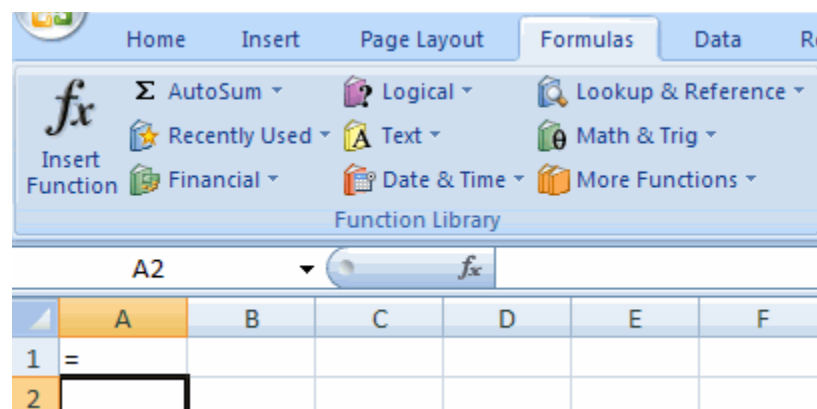 Home Insert Page Layout Formulas Data
fx Σ AutoSum Logical Lookup & Reference
Recently Used A Text θ Math & Trig
Insert Function Financial Date & Time More Functions
Function Library
A2 fx
A B C D E F
1 =
2